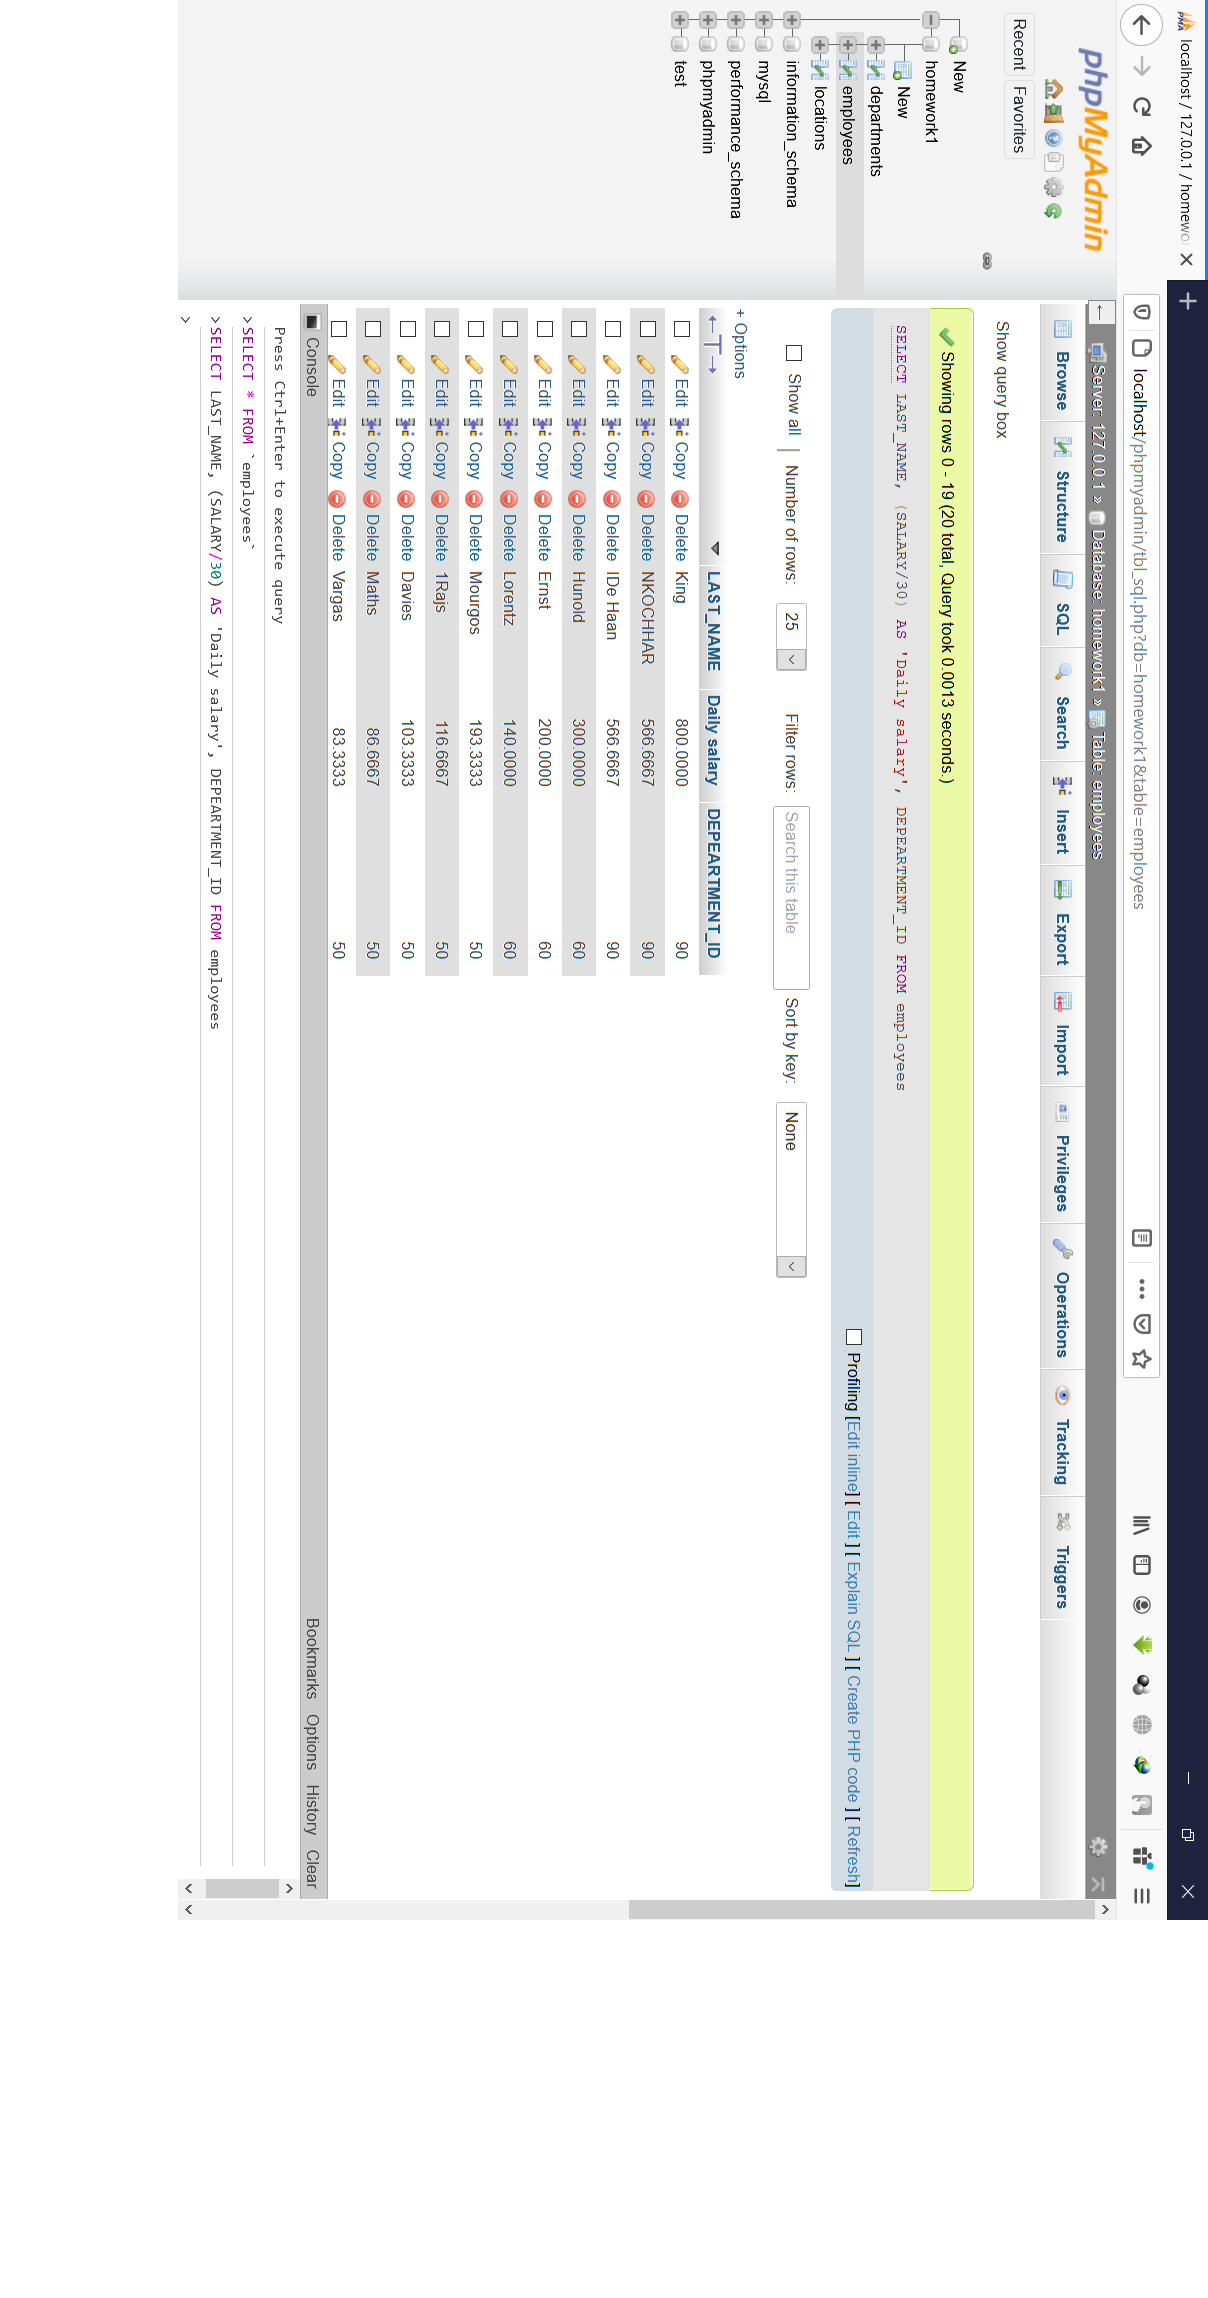 localhost / 127.0.0.1 / homewo
localhost/phpmyadmin/tbl_sql.php?db=homework1&table=employees
phpMyAdmin
Recent Favorites
New
homework1
New
departments
employees
locations
information_schema
mysql
performance_schema
phpmyadmin
test
Server: 127.0.0.1 » Database: homework1 » Table: employees
Browse Structure SQL Search Insert Export Import Privileges Operations Tracking Triggers
Show query box
Showing rows 0 - 19 (20 total, Query took 0.0013 seconds.)
SELECT LAST_NAME, (SALARY/30) AS 'Daily salary', DEPEARTMENT_ID FROM employees
Profiling [Edit inline] [ Edit ] [ Explain SQL ] [ Create PHP code ] [ Refresh]
Show all | Number of rows: 25 Filter rows: Search this table Sort by key: None
+ Options
←T→ LAST_NAME Daily salary DEPEARTMENT_ID
Edit Copy Delete King 800.0000 90
Edit Copy Delete NKOCHHAR 566.6667 90
Edit Copy Delete IDe Haan 566.6667 90
Edit Copy Delete Hunold 300.0000 60
Edit Copy Delete Ernst 200.0000 60
Edit Copy Delete Lorentz 140.0000 60
Edit Copy Delete Mourgos 193.3333 50
Edit Copy Delete 1Rajs 116.6667 50
Edit Copy Delete Davies 103.3333 50
Edit Copy Delete Maths 86.6667 50
Edit Copy Delete Vargas 83.3333 50
Console Bookmarks Options History Clear
Press Ctrl+Enter to execute query
>SELECT * FROM `employees`
>SELECT LAST_NAME, (SALARY/30) AS 'Daily salary', DEPEARTMENT_ID FROM employees
>